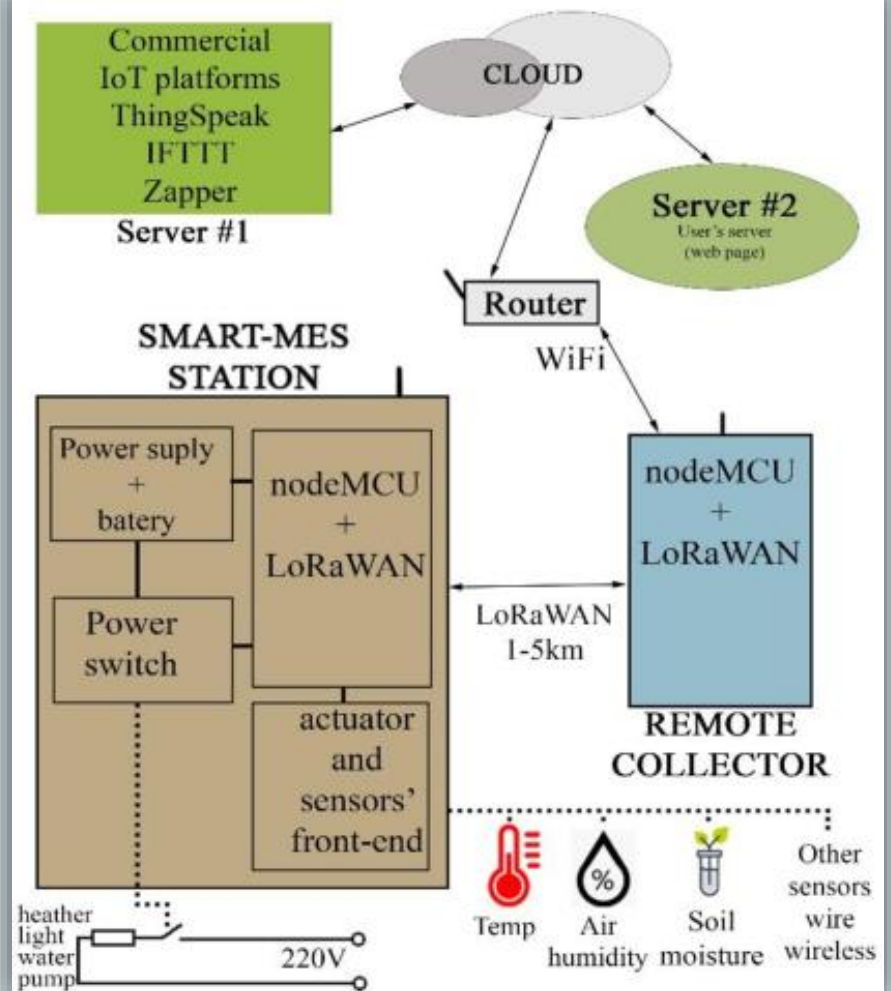 Commercial
IoT platforms
ThingSpeak
IFTTT
Zapper
Server #1
CLOUD
Server #2
User's server
(web page)
Router
WiFi
SMART-MES
STATION
Power suply
+
batery
nodeMCU
+
LoRaWAN
Power
switch
actuator
and
sensors'
front-end
LoRaWAN
1-5km
nodeMCU
+
LoRaWAN
REMOTE
COLLECTOR
Temp
%
Air
humidity
Soil
moisture
Other
sensors
wire
wireless
heather
light
water
pump
220V